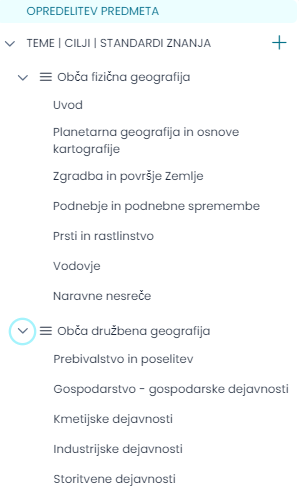 OPREDELITEV PREDMETA
TEME | CILJI | STANDARDI ZNANJA
Obča fizična geografija
Uvod
Planetarna geografija in osnove
kartografije
Zgradba in površje Zemlje
Podnebje in podnebne spremembe
Prsti in rastlinstvo
Vodovje
Naravne nesreče
Obča družbena geografija
Prebivalstvo in poselitev
Gospodarstvo - gospodarske dejavnosti
Kmetijske dejavnosti
Industrijske dejavnosti
Storitvene dejavnosti